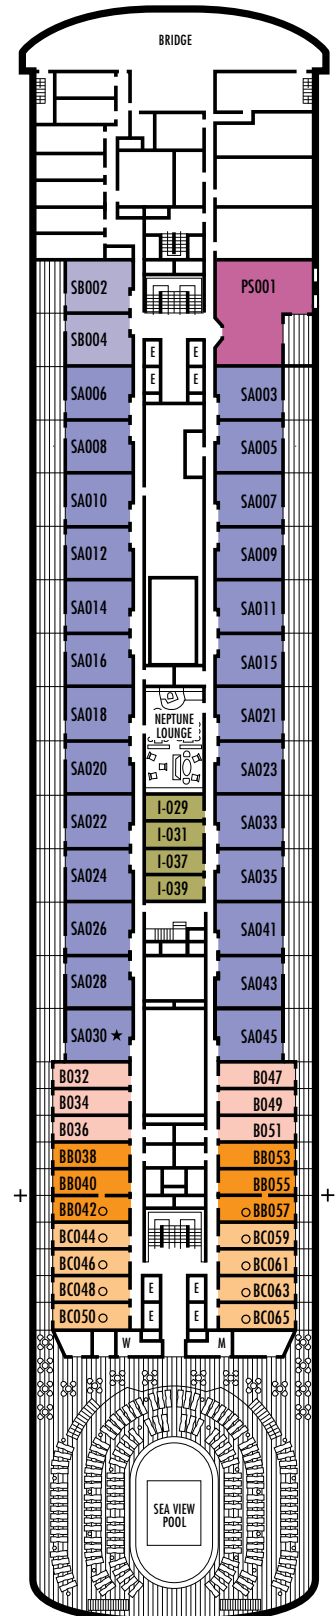 BRIDGE
SB002
PS001
SB004
E E
E E
SA006
SA003
SA008
SA005
SA010
SA007
SA012
SA009
SA014
SA011
SA016
SA015
SA018
SA021
NEPTUNE
LOUNGE
SA020
SA023
I-029
SA022
SA033
I-031
I-037
SA024
SA035
I-039
SA026
SA041
SA028
SA043
SA030 ★
SA045
B032
B047
B034
B049
B036
B051
BB038
BB053
BB040
BB055
BB042○
○BB057
BC044○
○BC059
BC046○
○BC061
BC048○
E E
○BC063
BC050○
E E
○BC065
W
M
SEA VIEW
POOL